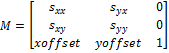 M = [ s_xx s_yx 0
s_xy s_yy 0
xoffset yoffset 1 ]